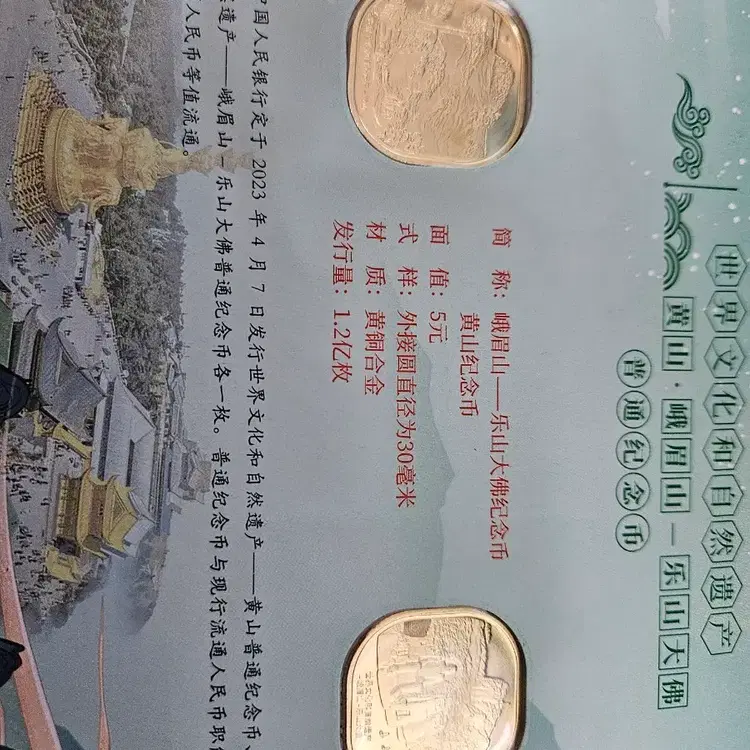 世界文化和自然遗产
黄山·峨眉山—乐山大佛
普通纪念币
简 称：峨眉山—乐山大佛纪念币
黄山纪念币
面 值：5元
式 样：外接圆直径为30毫米
材 质：黄铜合金
发行量：1.2亿枚
国人民银行定于 2023 年 4 月 7 日发行世界文化和自然遗产——黄山普通纪念币、
遗产——峨眉山－乐山大佛普通纪念币各一枚。普通纪念币与现行流通人民币职
人民币等值流通。